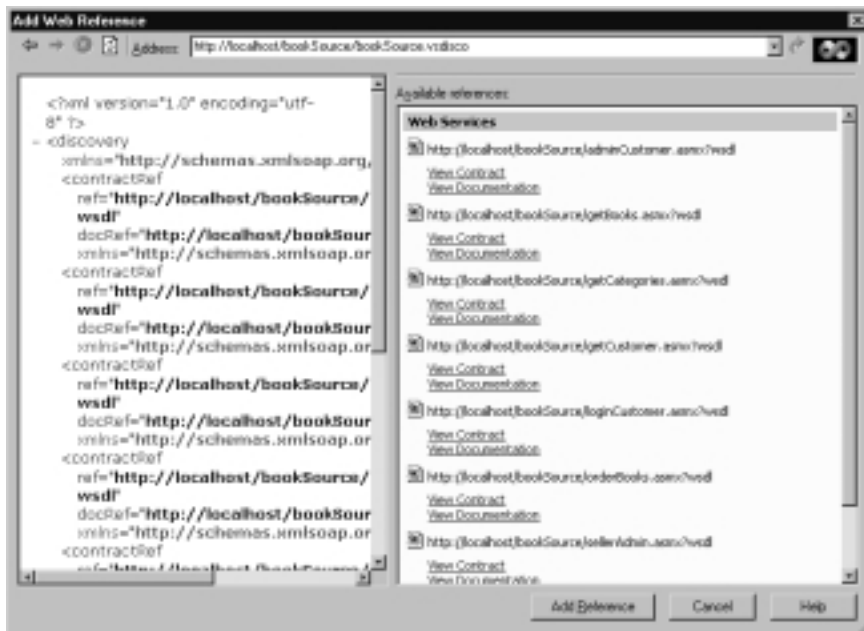 Add Web Reference
Address: http://localhost/bookSource/bookSource.vsdisco
<?xml version="1.0" encoding="utf-
8" ?>
- <discovery
xmlns="http://schemas.xmlsoap.org/
<contractRef
ref="http://localhost/bookSource/
wsdl"
docRef="http://localhost/bookSour
xmlns="http://schemas.xmlsoap.or
<contractRef
ref="http://localhost/bookSource/
wsdl"
docRef="http://localhost/bookSour
xmlns="http://schemas.xmlsoap.or
<contractRef
ref="http://localhost/bookSource/
wsdl"
docRef="http://localhost/bookSour
xmlns="http://schemas.xmlsoap.or
<contractRef
ref="http://localhost/bookSource/
wsdl"
docRef="http://localhost/bookSour
xmlns="http://schemas.xmlsoap.or
<contractRef
ref="http://localhost/bookSource/
Available references:
Web Services
http://localhost/bookSource/adminCustomer.asmx?wsdl
View Contract
View Documentation
http://localhost/bookSource/getBooks.asmx?wsdl
View Contract
View Documentation
http://localhost/bookSource/getCategories.asmx?wsdl
View Contract
View Documentation
http://localhost/bookSource/getCustomer.asmx?wsdl
View Contract
View Documentation
http://localhost/bookSource/loginCustomer.asmx?wsdl
View Contract
View Documentation
http://localhost/bookSource/orderBooks.asmx?wsdl
View Contract
View Documentation
http://localhost/bookSource/sellerAdmin.asmx?wsdl
View Contract
View Documentation
Add Reference
Cancel
Help